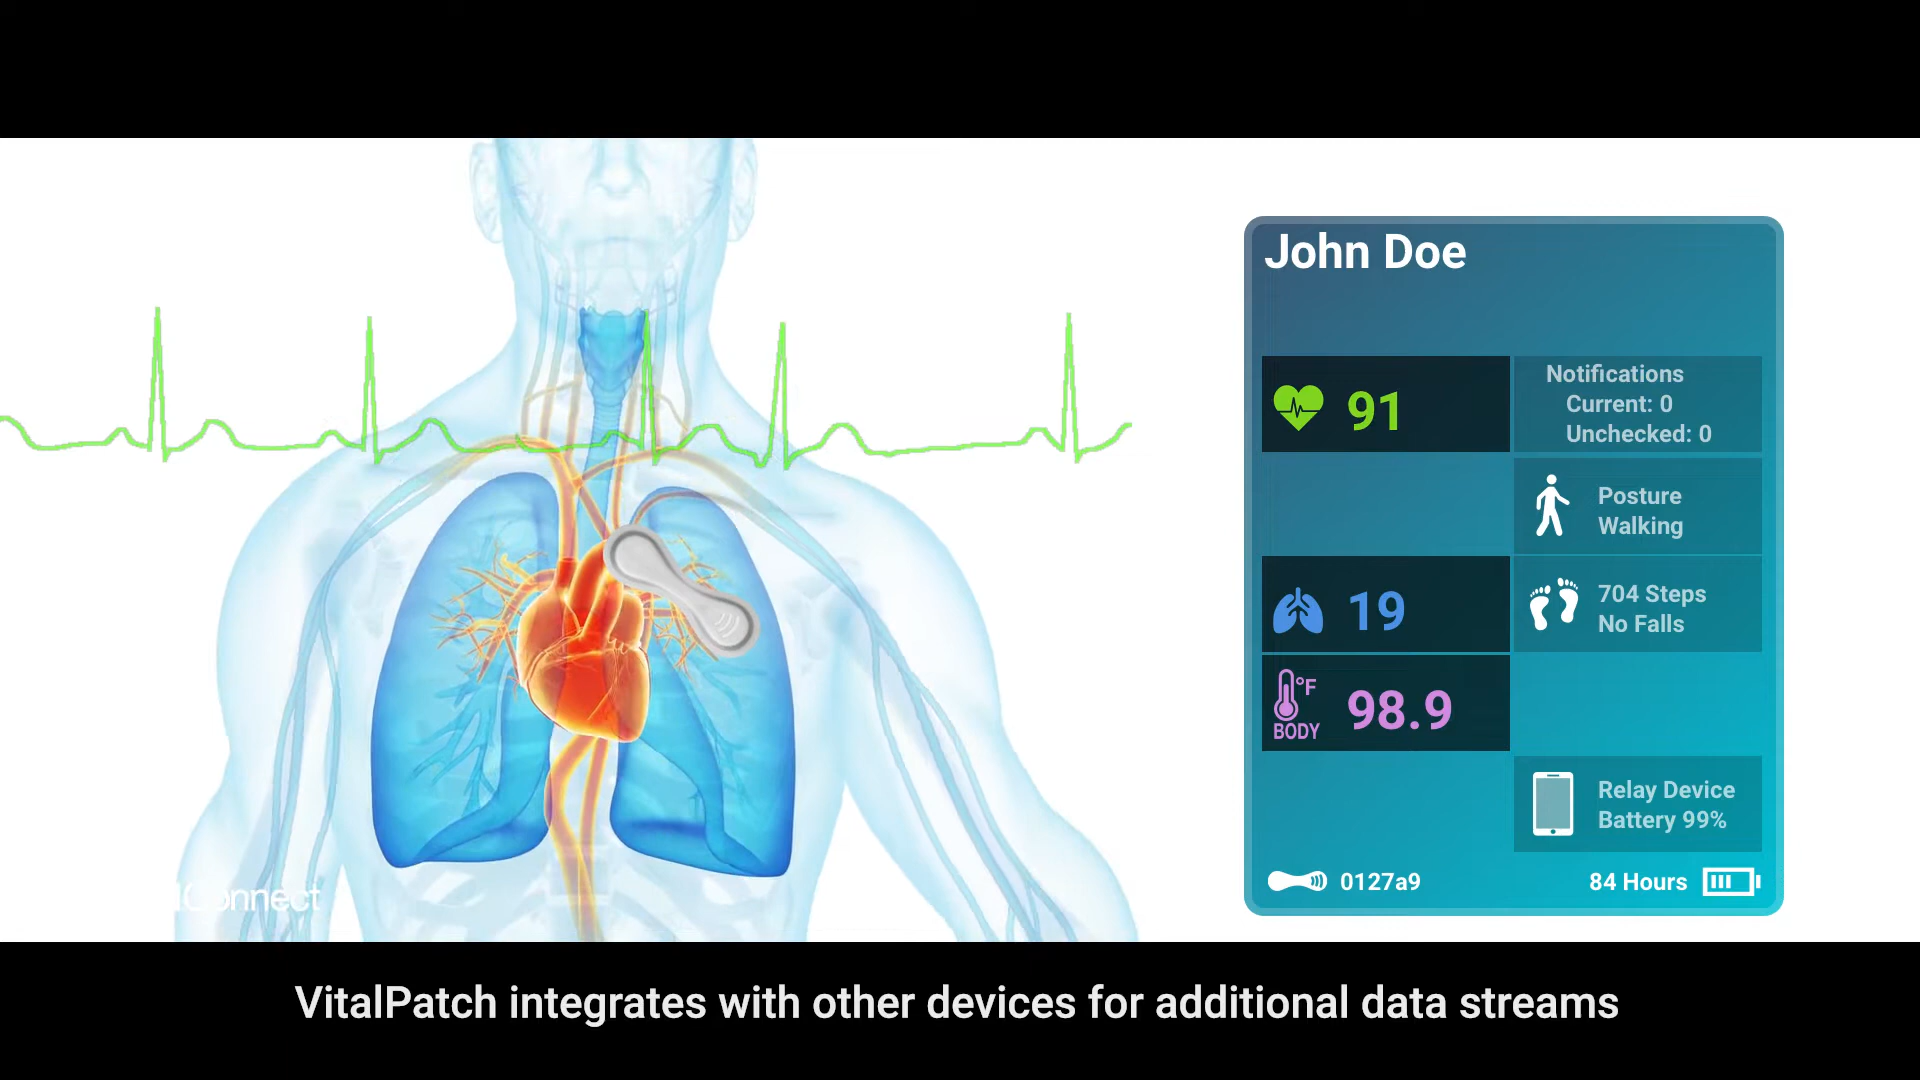 John Doe
91
Notifications
Current: 0
Unchecked: 0
Posture
Walking
19
704 Steps
No Falls
°F
BODY
98.9
Relay Device
Battery 99%
0127a9
84 Hours
VitalPatch integrates with other devices for additional data streams